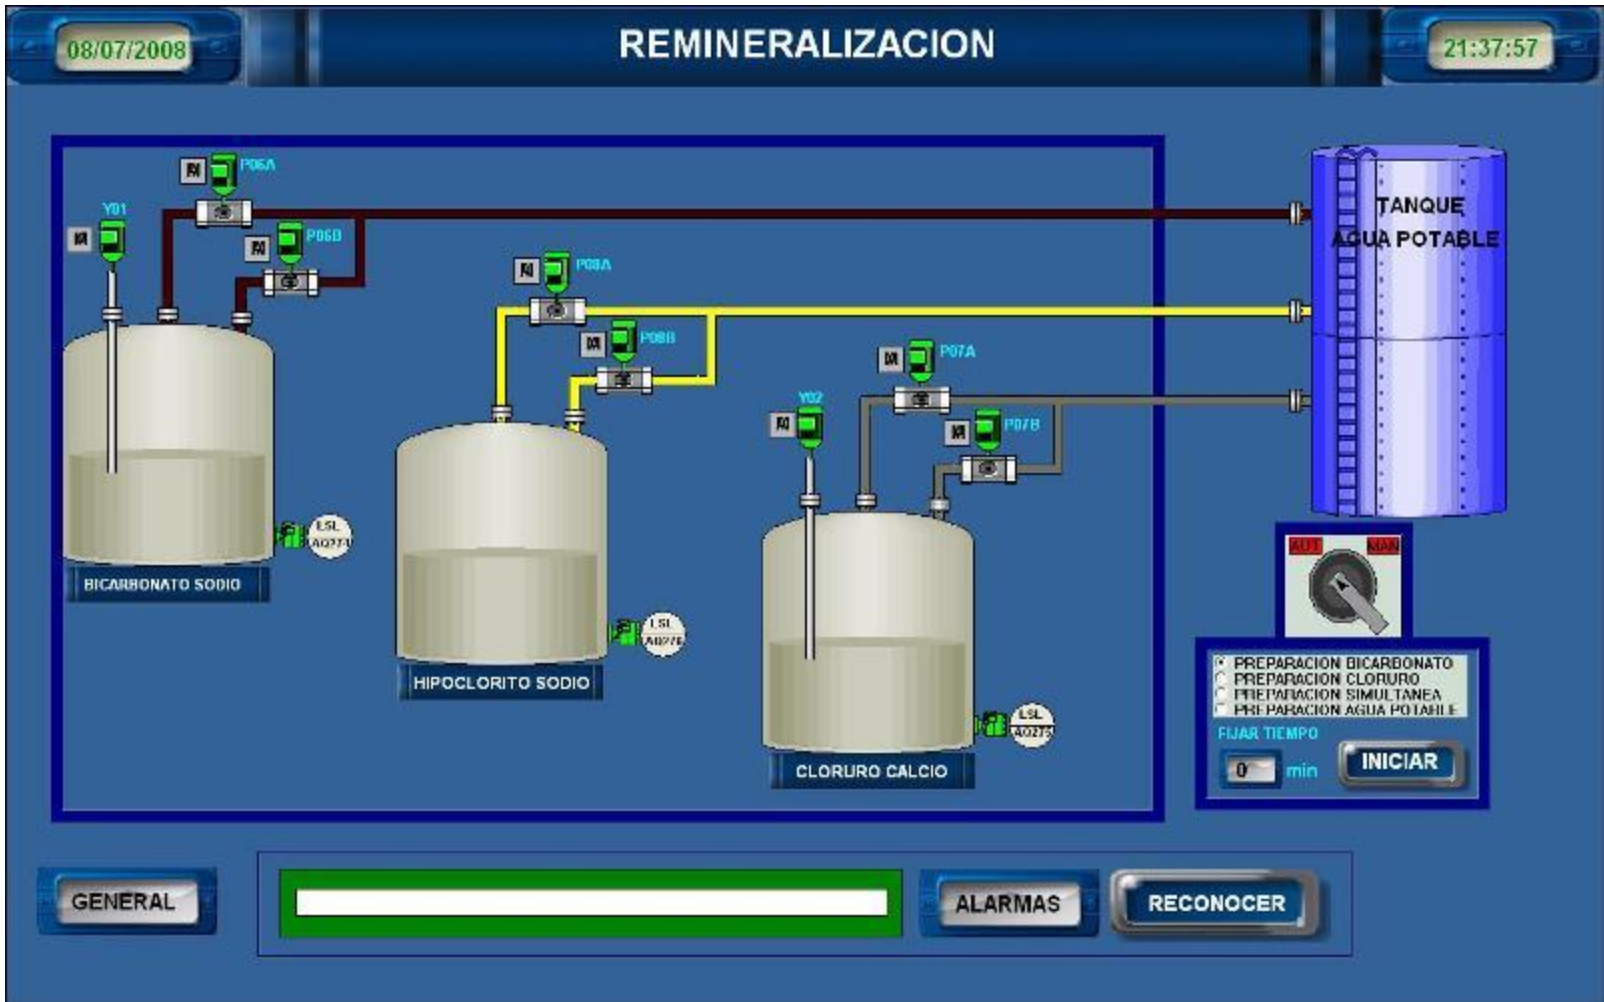 08/07/2008
REMINERALIZACION
21:37:57
P06A
Y01
P06B
P08A
P08B
P07A
Y02
P07B
TANQUE
AGUA POTABLE
LSL
LSL
LSL
BICARBONATO SODIO
HIPOCLORITO SODIO
CLORURO CALCIO
AUT
MAN
PREPARACION BICARBONATO
PREPARACION CLORURO
PREPARACION SIMULTANEA
PREPARACION AGUA POTABLE
FIJAR TIEMPO
0 min
INICIAR
GENERAL
ALARMAS
RECONOCER